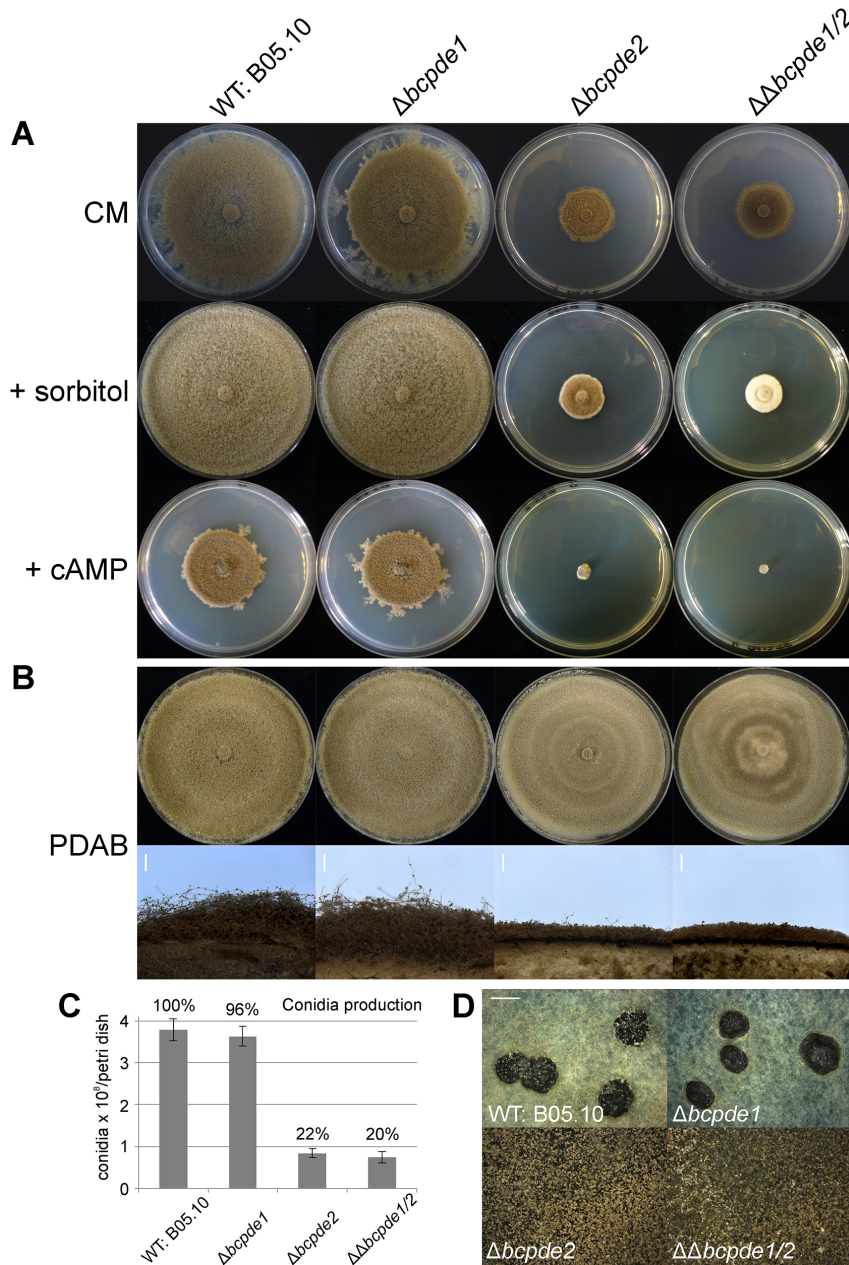 WT: B05.10
Δbcpde1
Δbcpde2
ΔΔbcpde1/2
A
CM
+ sorbitol
+ cAMP
B
PDAB
C
Conidia production
conidia x 10⁸/petri dish
4
3
2
1
0
100%
96%
22%
20%
WT: B05.10
Δbcpde1
Δbcpde2
ΔΔbcpde1/2
D
WT: B05.10
Δbcpde1
Δbcpde2
ΔΔbcpde1/2